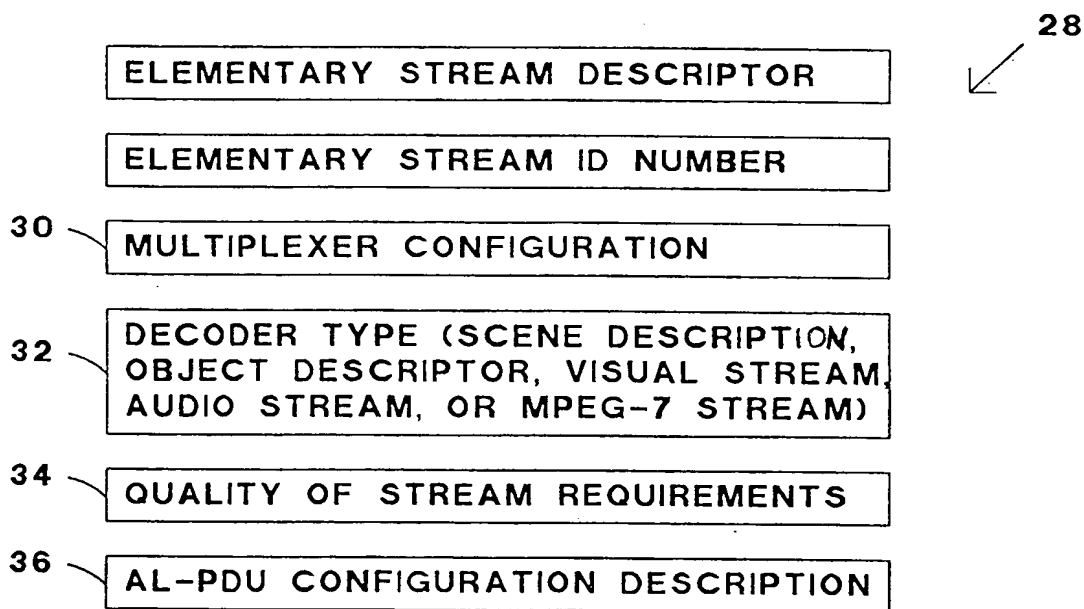 28
ELEMENTARY STREAM DESCRIPTOR
ELEMENTARY STREAM ID NUMBER
30
MULTIPLEXER CONFIGURATION
32
DECODER TYPE (SCENE DESCRIPTION,
OBJECT DESCRIPTOR, VISUAL STREAM,
AUDIO STREAM, OR MPEG-7 STREAM)
34
QUALITY OF STREAM REQUIREMENTS
36
AL-PDU CONFIGURATION DESCRIPTION